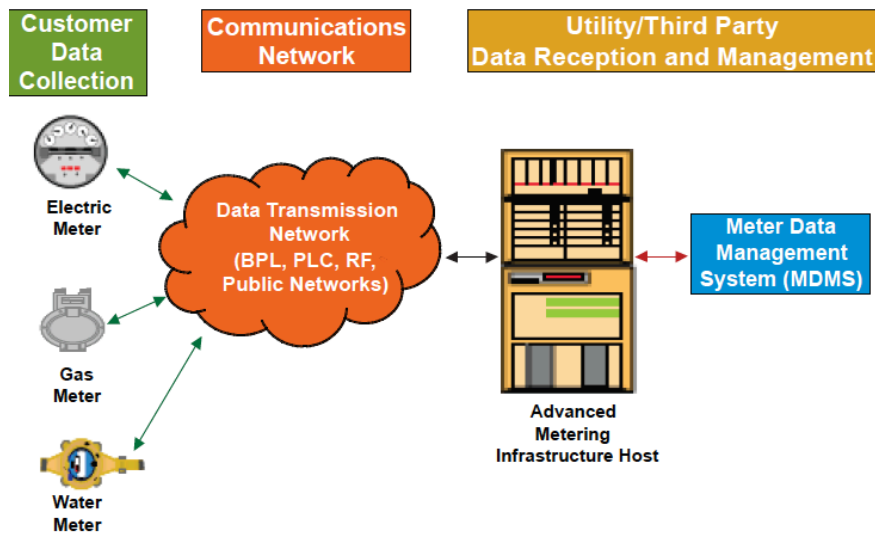 Customer
Data
Collection
Communications
Network
Utility/Third Party
Data Reception and Management
Electric
Meter
Gas
Meter
Water
Meter
Data Transmission
Network
(BPL, PLC, RF,
Public Networks)
Advanced
Metering
Infrastructure Host
Meter Data
Management
System (MDMS)